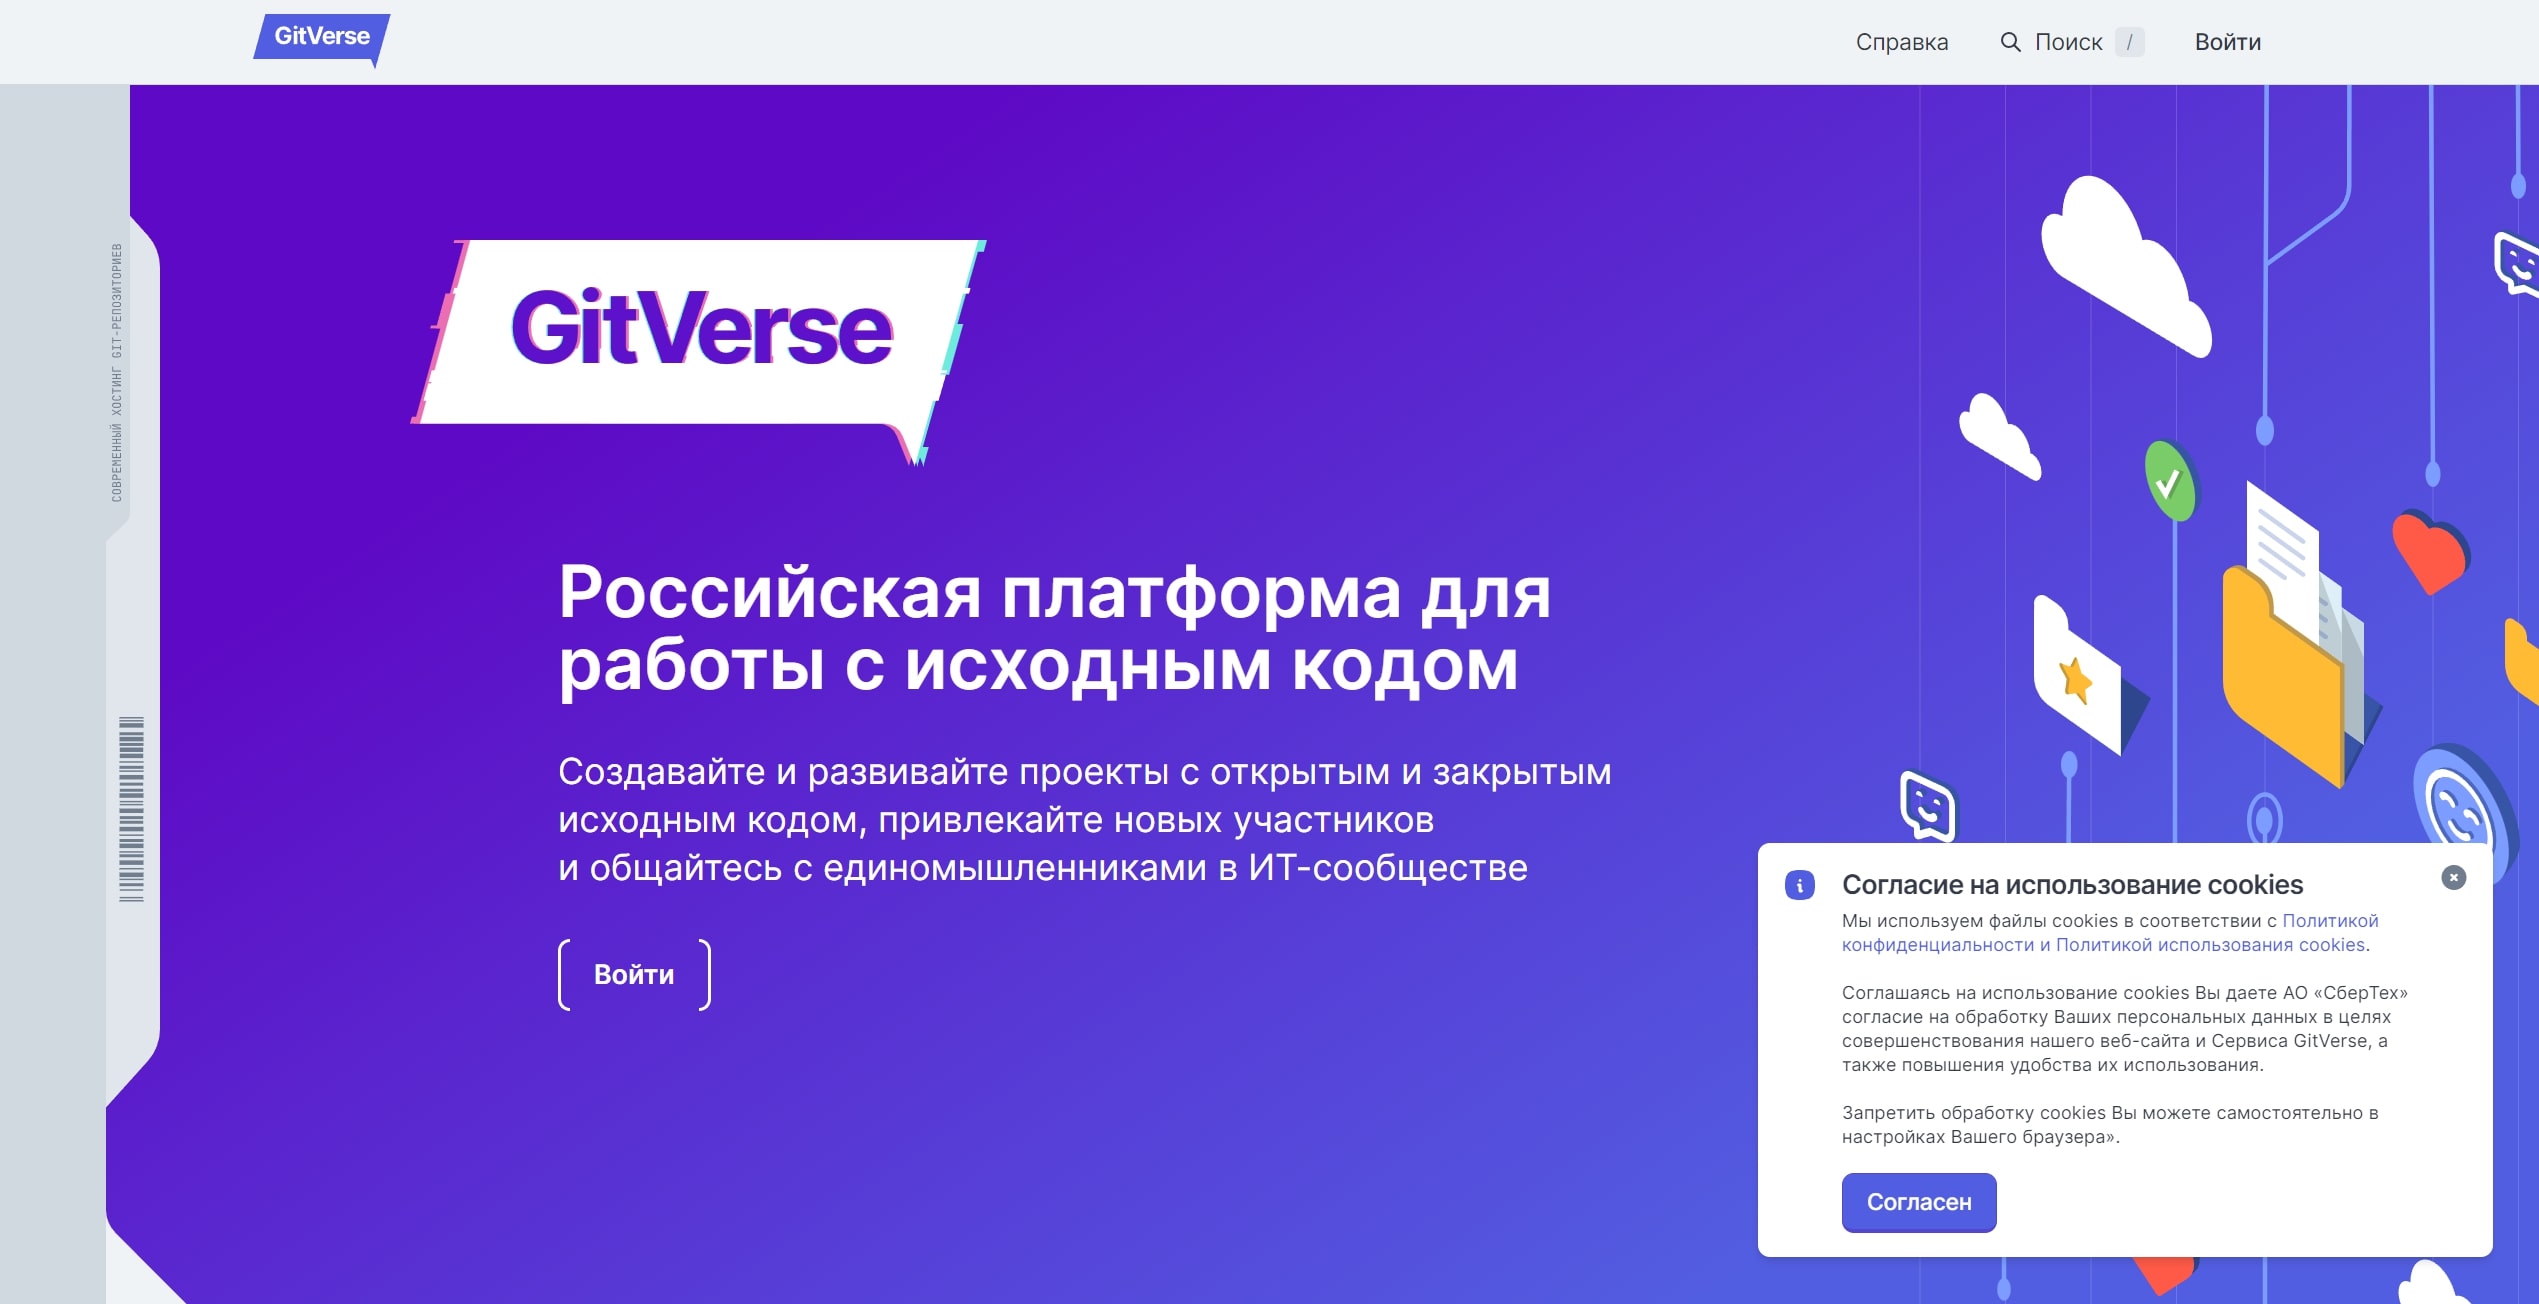 GitVerse
Справка
Поиск /
Войти
СОВРЕМЕННЫЙ ХОСТИНГ GIT-РЕПОЗИТОРИЕВ
GitVerse
Российская платформа для
работы с исходным кодом
Создавайте и развивайте проекты с открытым и закрытым
исходным кодом, привлекайте новых участников
и общайтесь с единомышленниками в ИТ-сообществе
Войти
Согласие на использование cookies
Мы используем файлы cookies в соответствии с Политикой
конфиденциальности и Политикой использования cookies.
Соглашаясь на использование cookies Вы даете АО «СберТех»
согласие на обработку Ваших персональных данных в целях
совершенствования нашего веб-сайта и Сервиса GitVerse, а
также повышения удобства их использования.
Запретить обработку cookies Вы можете самостоятельно в
настройках Вашего браузера».
Согласен